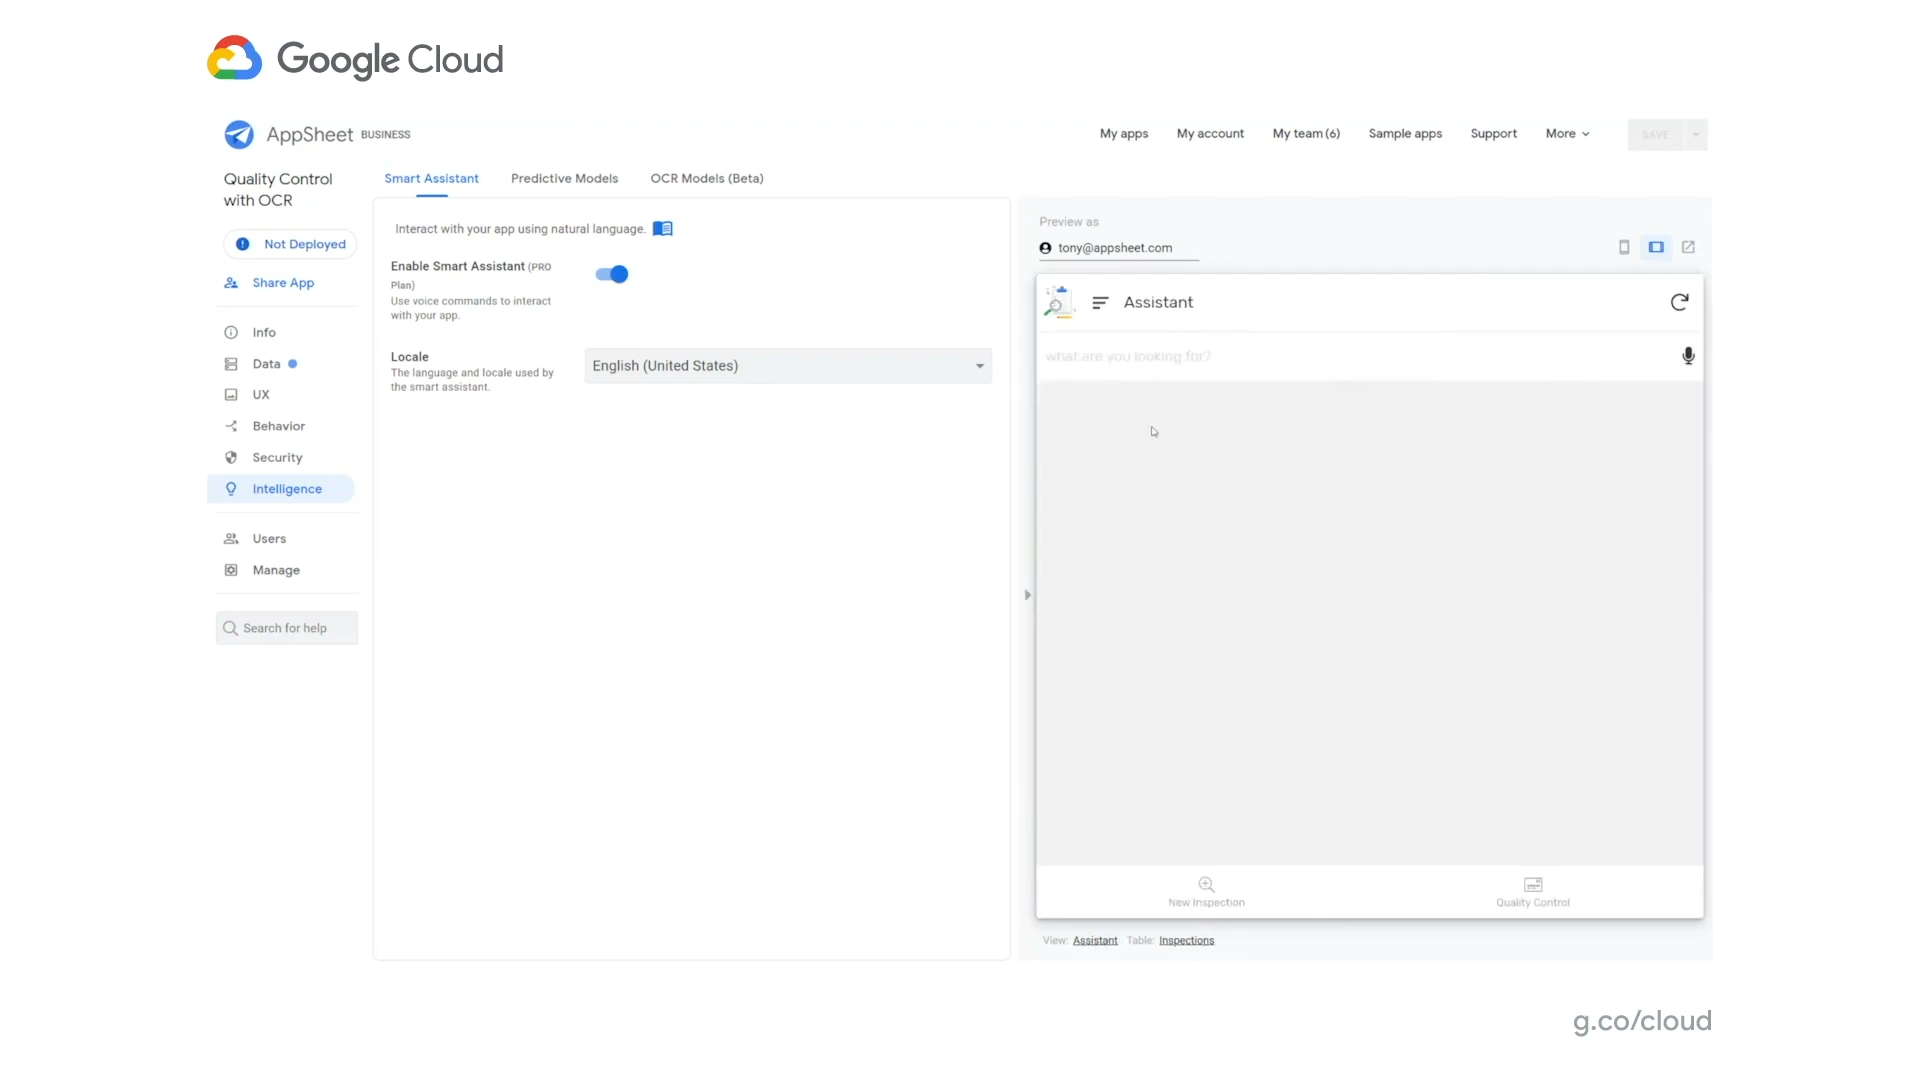 Google Cloud
AppSheet BUSINESS
My apps
My account
My team (6)
Sample apps
Support
More
SAVE
Quality Control
with OCR
Not Deployed
Share App
Info
Data
UX
Behavior
Security
Intelligence
Users
Manage
Search for help
Smart Assistant
Predictive Models
OCR Models (Beta)
Interact with your app using natural language.
Enable Smart Assistant (PRO
Plan)
Use voice commands to interact
with your app.
Locale
The language and locale used by
the smart assistant.
English (United States)
Preview as
tony@appsheet.com
Assistant
what are you looking for?
New Inspection
Quality Control
View: Assistant Table: Inspections
g.co/cloud